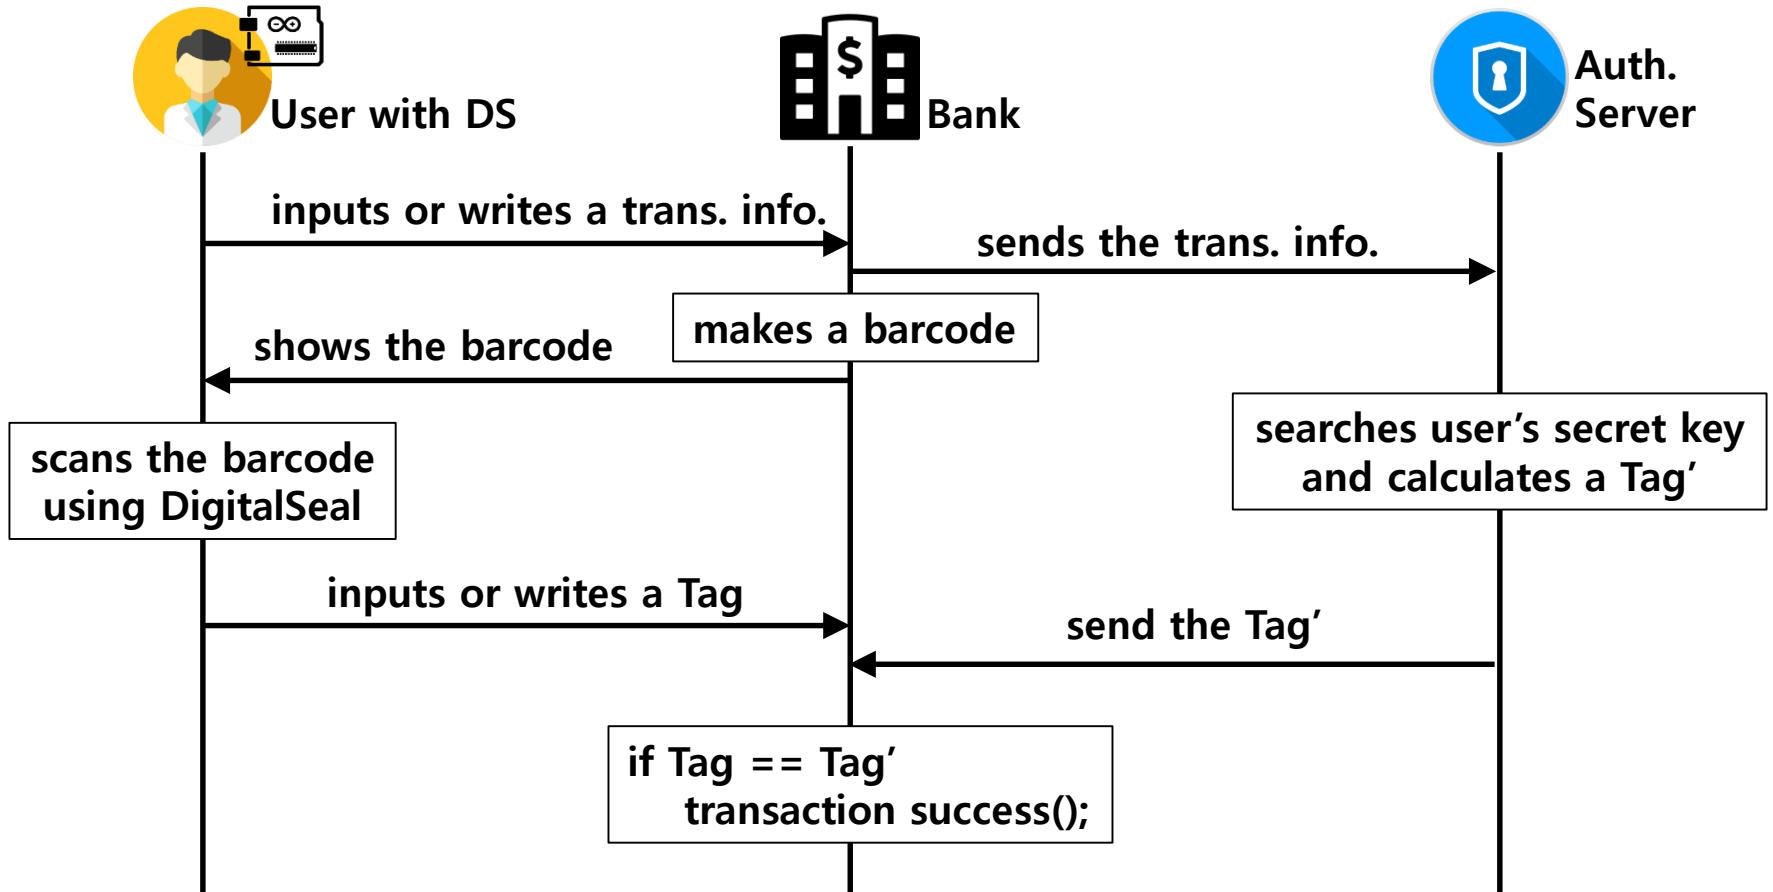 User with DS
$
Bank
Auth.
Server
inputs or writes a trans. info.
sends the trans. info.
makes a barcode
shows the barcode
scans the barcode
using DigitalSeal
searches user’s secret key
and calculates a Tag’
inputs or writes a Tag
send the Tag’
if Tag == Tag’
transaction success();